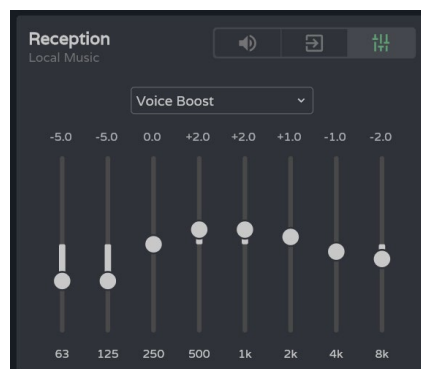 Reception
Local Music
Voice Boost
-5.0 -5.0 0.0 +2.0 +2.0 +1.0 -1.0 -2.0
63 125 250 500 1k 2k 4k 8k